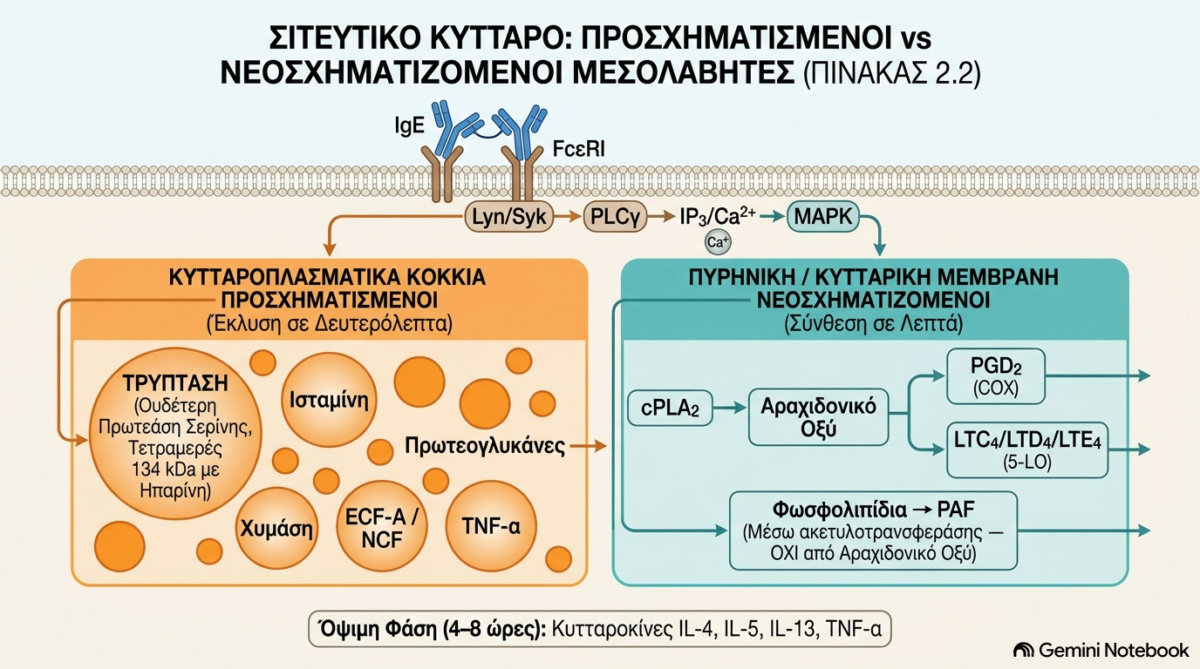 ΣΙΤΕΥΤΙΚΟ ΚΥΤΤΑΡΟ: ΠΡΟΣΧΗΜΑΤΙΣΜΕΝΟΙ vs
ΝΕΟΣΧΗΜΑΤΙΖΟΜΕΝΟΙ ΜΕΣΟΛΑΒΗΤΕΣ (ΠΙΝΑΚΑΣ 2.2)
IgE
FcεRI
Lyn/Syk
PLCγ
IP₃/Ca²⁺
Ca⁺
MAPK
ΚΥΤΤΑΡΟΠΛΑΣΜΑΤΙΚΑ ΚΟΚΚΙΑ
ΠΡΟΣΧΗΜΑΤΙΣΜΕΝΟΙ
(Έκλυση σε Δευτερόλεπτα)
ΤΡΥΠΤΑΣΗ
(Ουδέτερη
Πρωτεάση Σερίνης,
Τετραμερές
134 kDa με
Ηπαρίνη)
Ισταμίνη
Πρωτεογλυκάνες
Χυμάση
ECF-A /
NCF
TNF-α
ΠΥΡΗΝΙΚΗ / ΚΥΤΤΑΡΙΚΗ ΜΕΜΒΡΑΝΗ
ΝΕΟΣΧΗΜΑΤΙΖΟΜΕΝΟΙ
(Σύνθεση σε Λεπτά)
cPLA₂
Αραχιδονικό
Οξύ
PGD₂
(COX)
LTC₄/LTD₄/LTE₄
(5-LO)
Φωσφολιπίδια → PAF
(Μέσω ακετυλοτρανσφεράσης —
ΟΧΙ από Αραχιδονικό Οξύ)
Όψιμη Φάση (4–8 ώρες): Κυτταροκίνες IL-4, IL-5, IL-13, TNF-α
Gemini Notebook